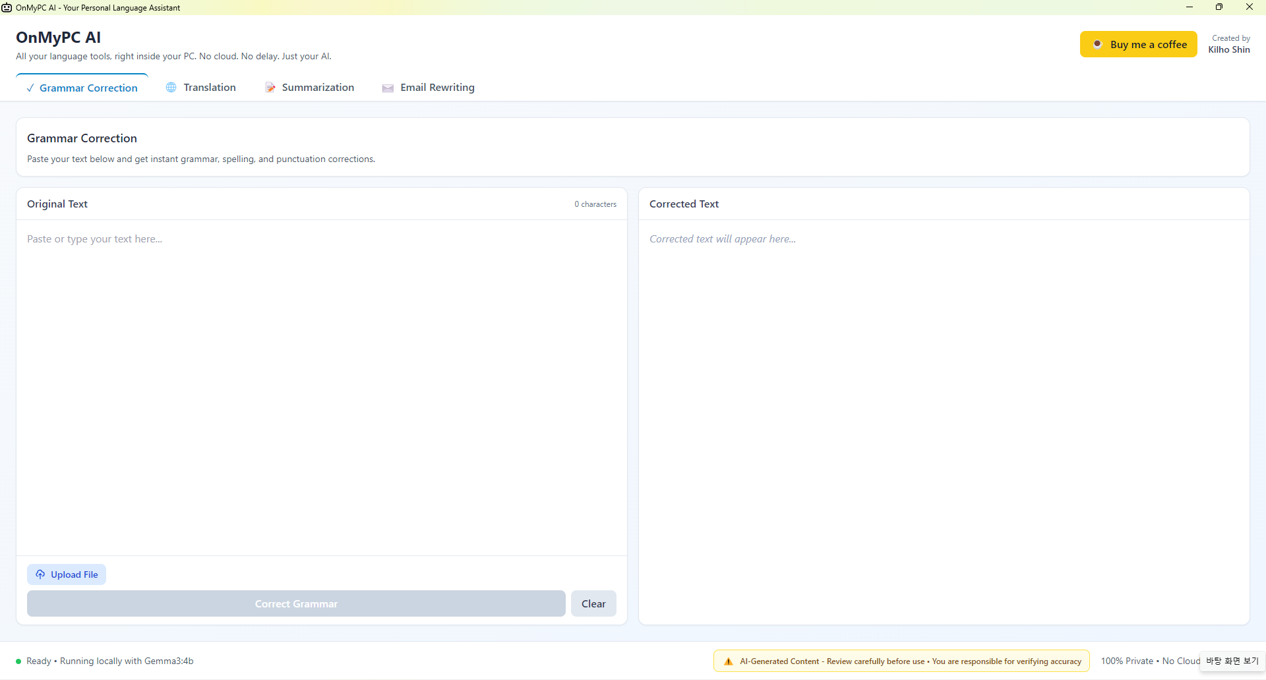 OnMyPC AI - Your Personal Language Assistant
OnMyPC AI
All your language tools, right inside your PC. No cloud. No delay. Just your AI.
Buy me a coffee
Created by
Kilho Shin
✓ Grammar Correction
Translation
Summarization
Email Rewriting
Grammar Correction
Paste your text below and get instant grammar, spelling, and punctuation corrections.
Original Text
0 characters
Paste or type your text here...
Upload File
Correct Grammar
Clear
Corrected Text
Corrected text will appear here...
Ready • Running locally with Gemma3:4b
AI-Generated Content - Review carefully before use • You are responsible for verifying accuracy
100% Private • No Cloud
바탕 화면 보기